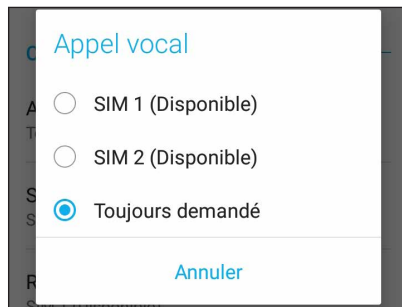 Appel vocal
SIM 1 (Disponible)
SIM 2 (Disponible)
Toujours demandé
Annuler